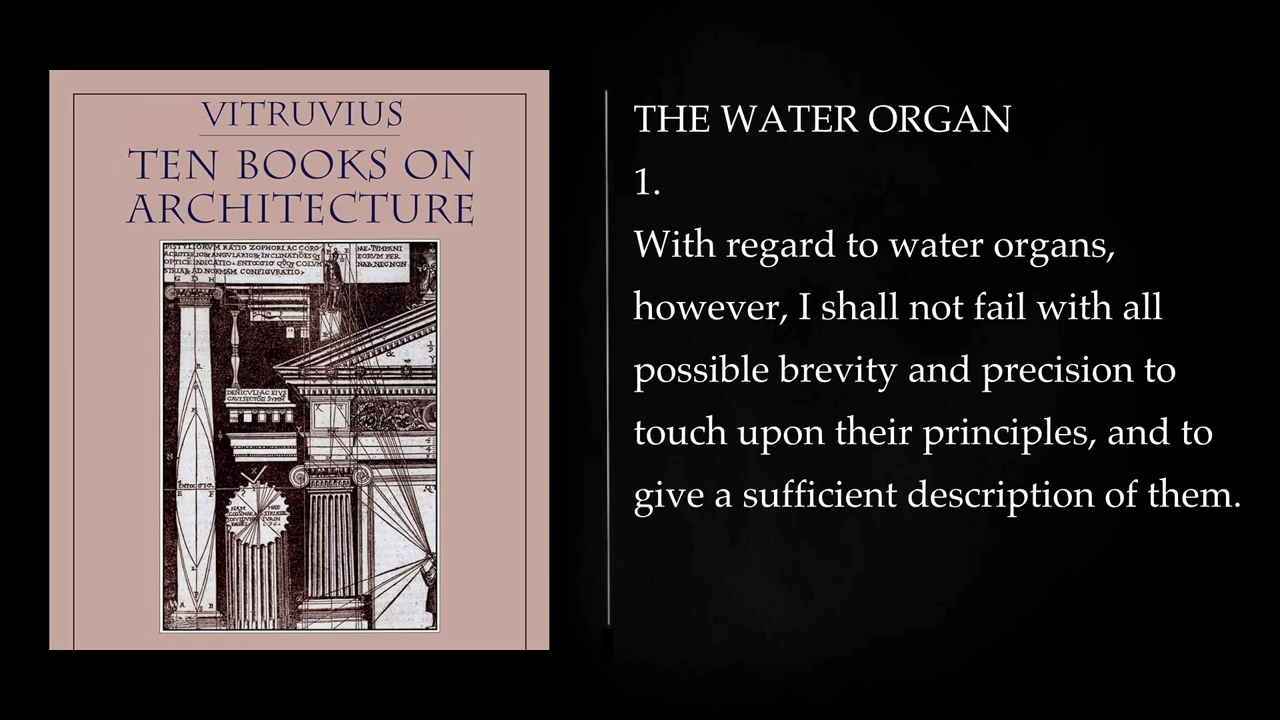 VITRUVIUS
TEN BOOKS ON
ARCHITECTURE
THE WATER ORGAN
1.
With regard to water organs,
however, I shall not fail with all
possible brevity and precision to
touch upon their principles, and to
give a sufficient description of them.